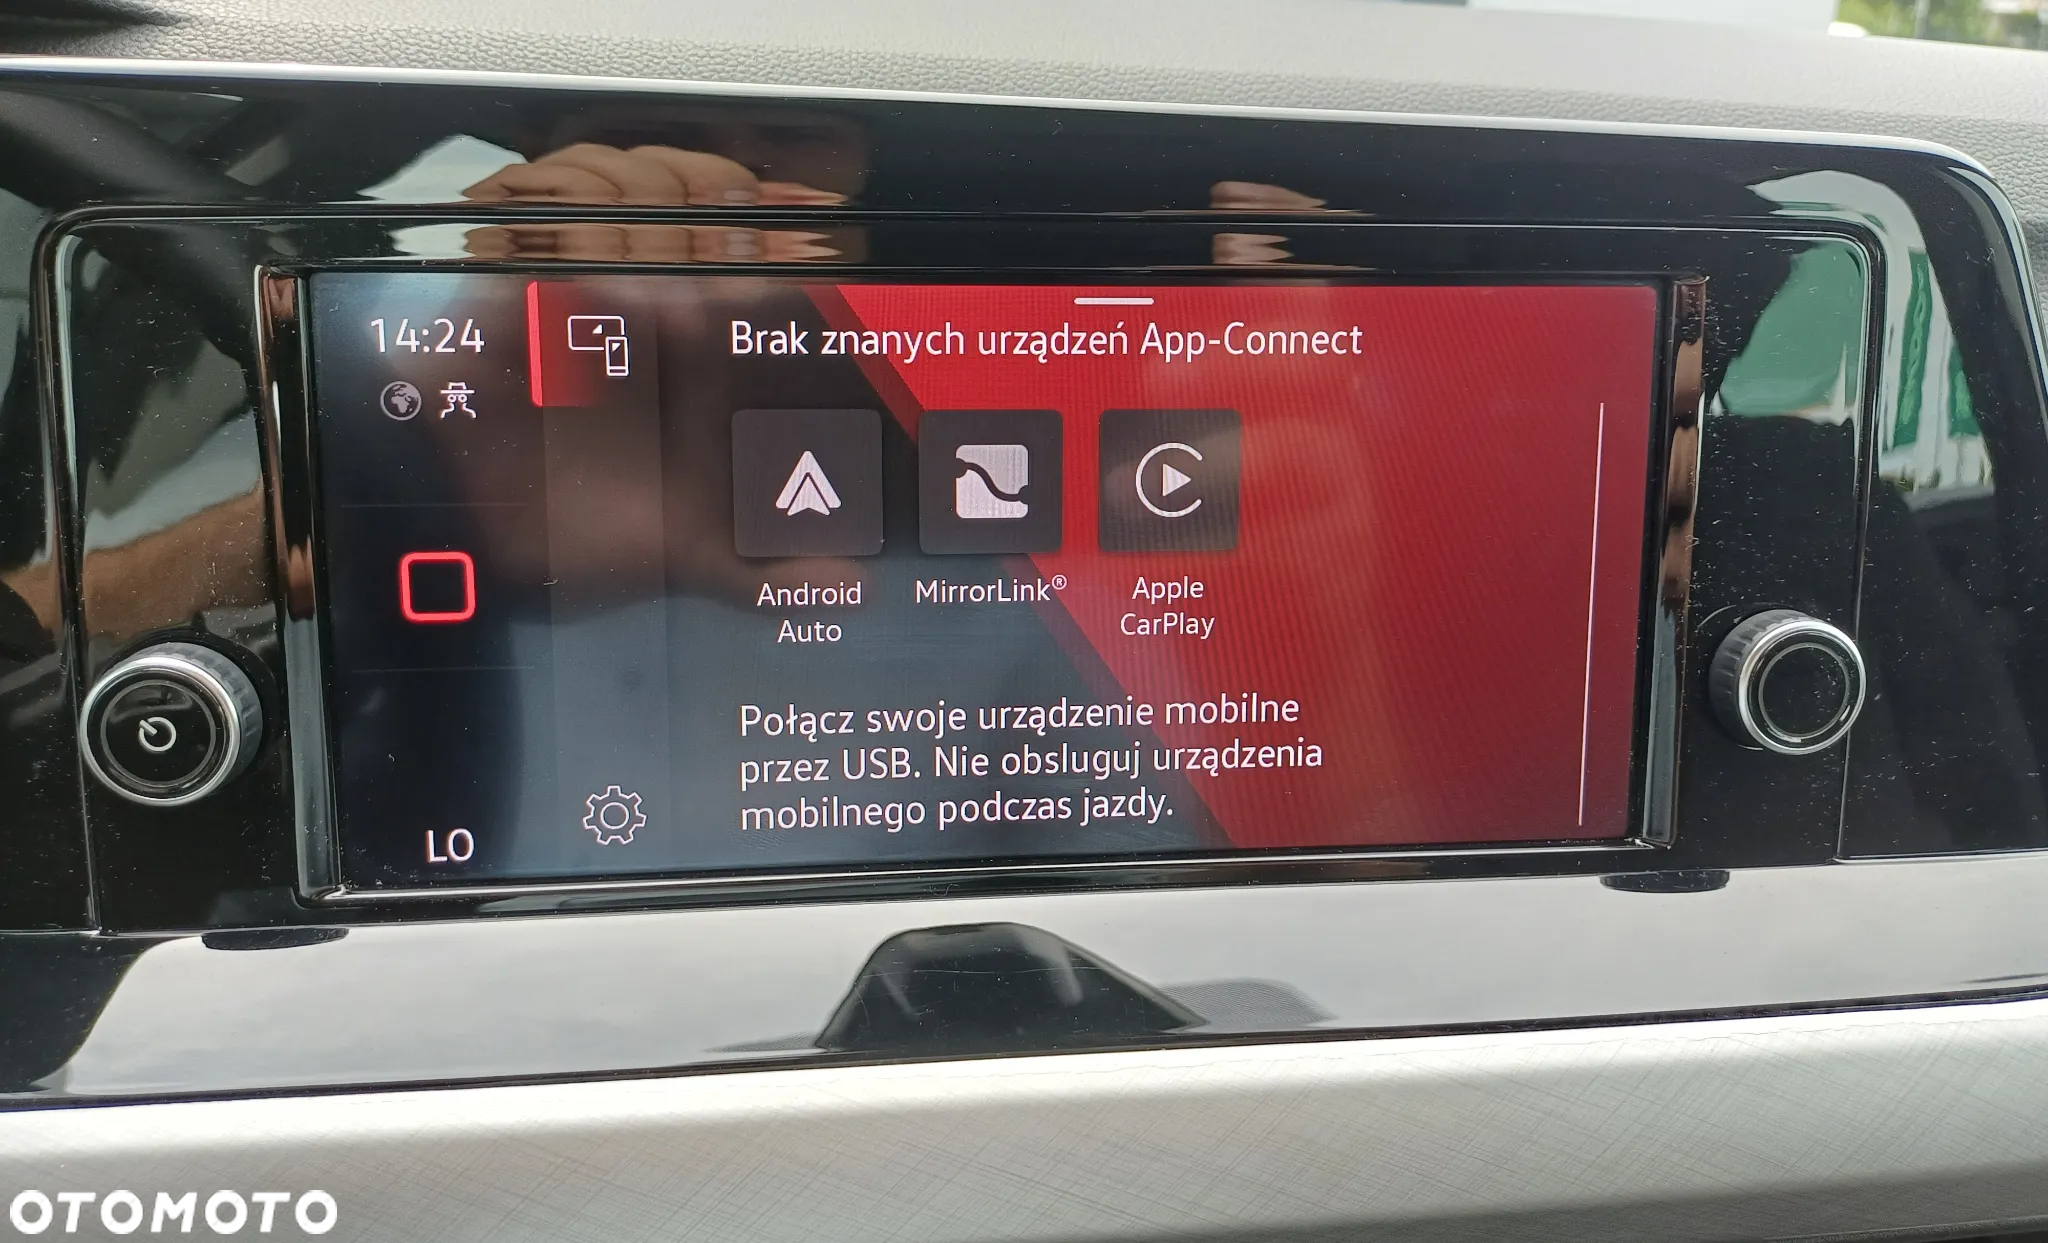 14:24
Brak znanych urządzeń App-Connect
Android
Auto
MirrorLink®
Apple
CarPlay
Połącz swoje urządzenie mobilne
przez USB. Nie obsługuj urządzenia
mobilnego podczas jazdy.
LO
OTOMOTO